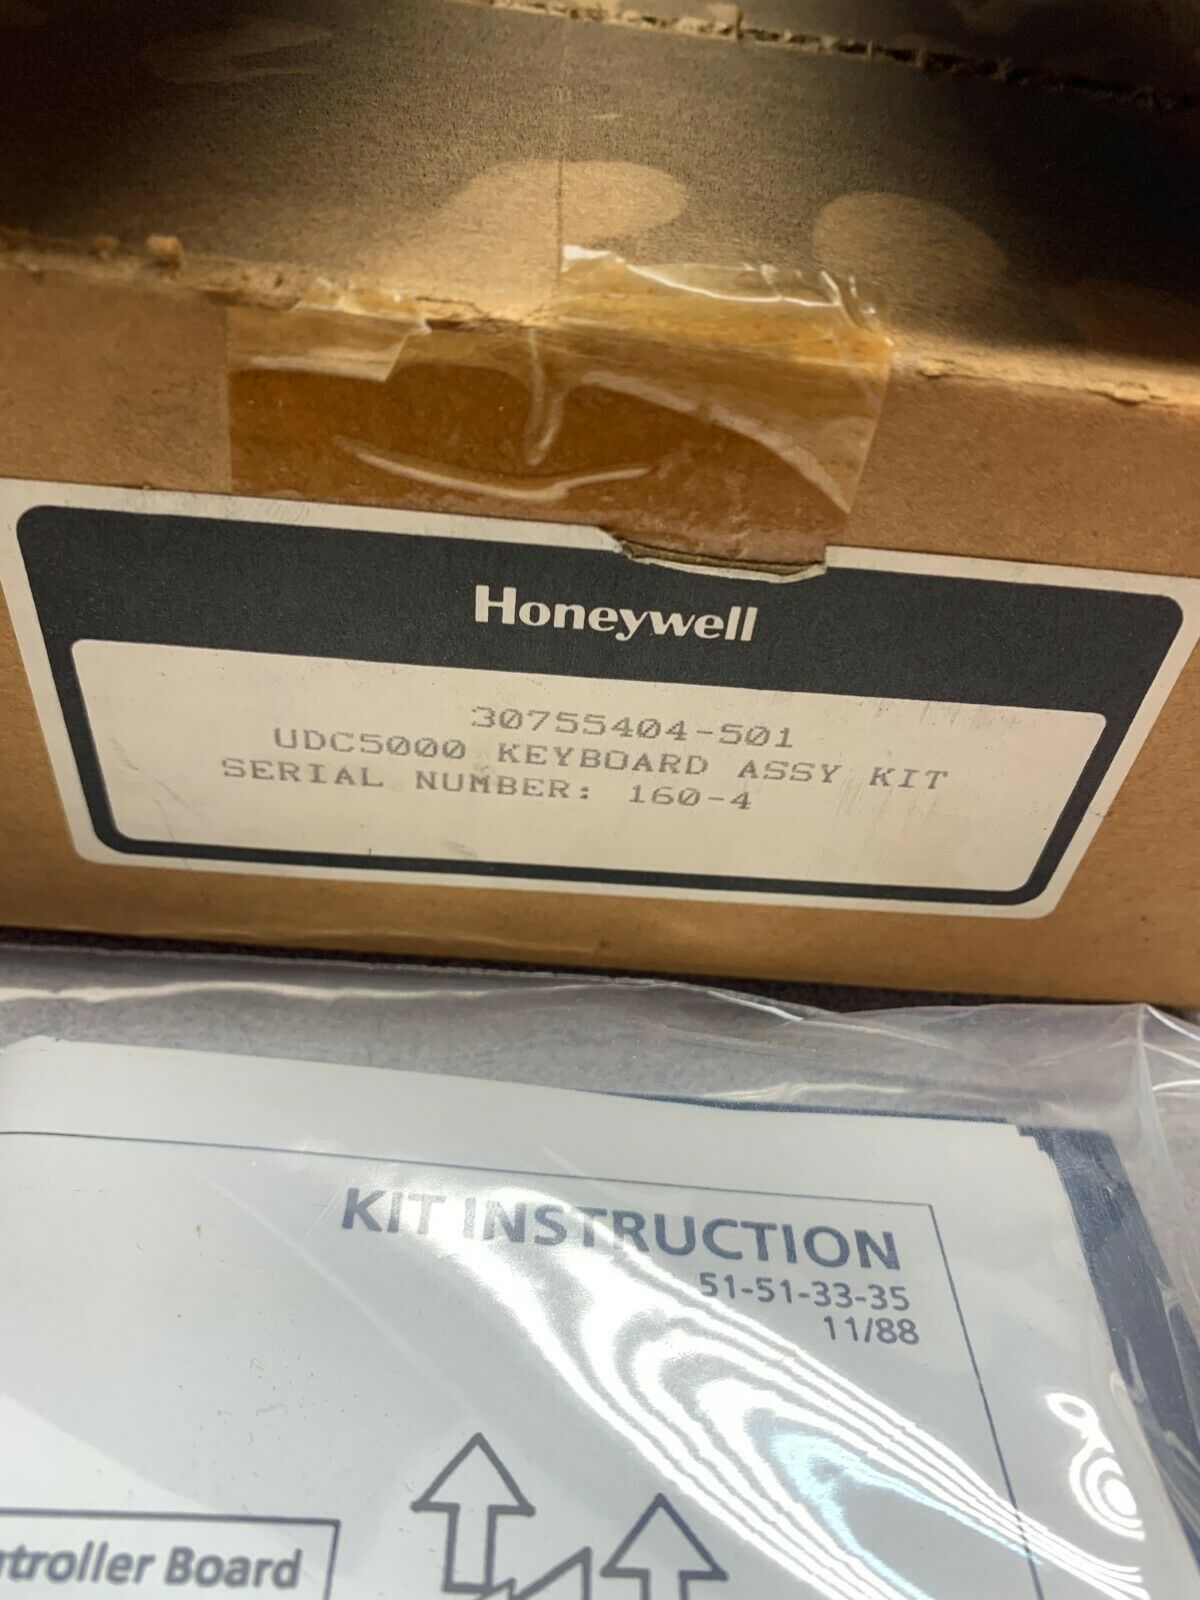 Honeywell
30755404-501
UDC5000 KEYBOARD ASSY KIT
SERIAL NUMBER: 160-4
KIT INSTRUCTION
51-51-33-35
11/88
ntroller Board